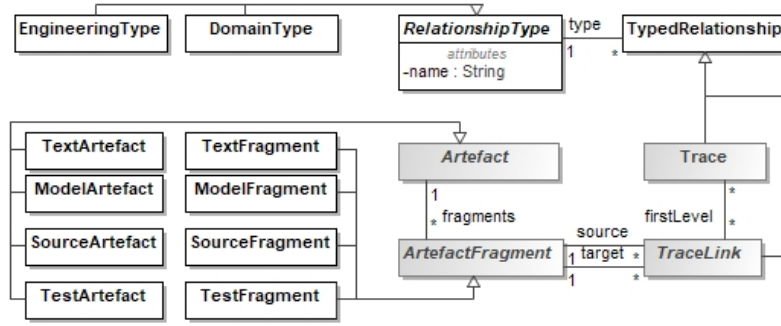 EngineeringType
DomainType
RelationshipType
attributes
-name : String
type
1
*
TypedRelationship
TextArtefact
TextFragment
Artefact
Trace
ModelArtefact
ModelFragment
1
*
* fragments
firstLevel
*
SourceArtefact
SourceFragment
ArtefactFragment
source
1 target *
1
*
TraceLink
TestArtefact
TestFragment